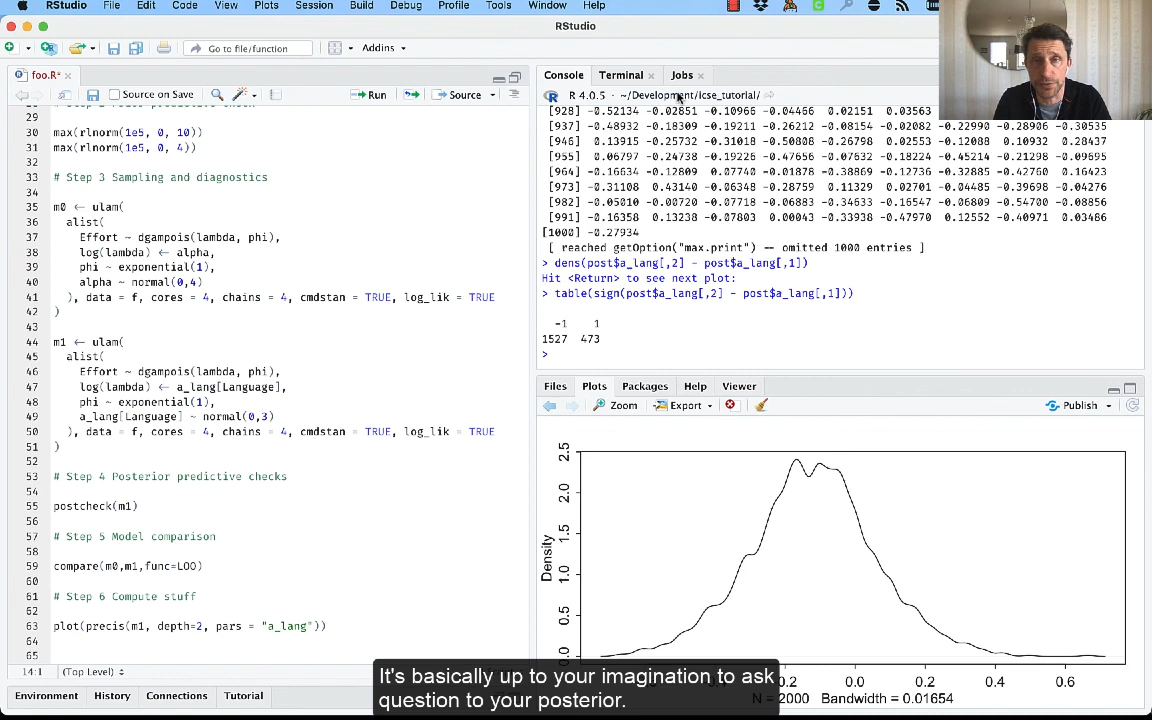 RStudio File Edit Code View Plots Session Build Debug Profile Tools Window Help
RStudio
Go to file/function Addins
foo.R*
Source on Save Run Source
29
30 max(rlnorm(1e5, 0, 10))
31 max(rlnorm(1e5, 0, 4))
32
33 # Step 3 Sampling and diagnostics
34
35 m0 <- ulam(
36 alist(
37 Effort ~ dgampois(lambda, phi),
38 log(lambda) <- alpha,
39 phi ~ exponential(1),
40 alpha ~ normal(0,4)
41 ), data = f, cores = 4, chains = 4, cmdstan = TRUE, log_lik = TRUE
42 )
43
44 m1 <- ulam(
45 alist(
46 Effort ~ dgampois(lambda, phi),
47 log(lambda) <- a_lang[Language],
48 phi ~ exponential(1),
49 a_lang[Language] ~ normal(0,3)
50 ), data = f, cores = 4, chains = 4, cmdstan = TRUE, log_lik = TRUE
51 )
52
53 # Step 4 Posterior predictive checks
54
55 postcheck(m1)
56
57 # Step 5 Model comparison
58
59 compare(m0,m1,func=LOO)
60
61 # Step 6 Compute stuff
62
63 plot(precis(m1, depth=2, pars = "a_lang"))
64
65
14:1 (Top Level)
Environment History Connections Tutorial
Console Terminal Jobs
R 4.0.5 · ~/Development/icse_tutorial/
[928] -0.52134 -0.02851 -0.10966 -0.04466 0.02151 0.03563
[937] -0.48932 -0.18309 -0.19211 -0.26212 -0.08154 -0.02082 -0.22990 -0.28906 -0.30535
[946] 0.13915 -0.25732 -0.31018 -0.50808 -0.26798 0.02553 -0.12088 0.10932 0.28437
[955] 0.06797 -0.24738 -0.19226 -0.47656 -0.07632 -0.18224 -0.45214 -0.21298 -0.09695
[964] -0.16634 -0.12809 0.07740 -0.01878 -0.38869 -0.12736 -0.32885 -0.42760 0.16423
[973] -0.31108 0.43140 -0.06348 -0.28759 0.11329 0.02701 -0.04485 -0.39698 -0.04276
[982] -0.05010 -0.00720 -0.07718 -0.06883 -0.34633 -0.16547 -0.06809 -0.54700 -0.08856
[991] -0.16358 0.13238 -0.07803 0.00043 -0.33938 -0.47970 0.12552 -0.40971 0.03486
[1000] -0.27934
[ reached getOption("max.print") -- omitted 1000 entries ]
> dens(post$a_lang[,2] - post$a_lang[,1])
Hit <Return> to see next plot:
> table(sign(post$a_lang[,2] - post$a_lang[,1]))
-1 1
1527 473
>
Files Plots Packages Help Viewer
Zoom Export Publish
2.5
2.0
1.5
1.0
0.5
0.0
Density
0.2 0.0 0.2 0.4 0.6
N = 2000 Bandwidth = 0.01654
It's basically up to your imagination to ask
question to your posterior.